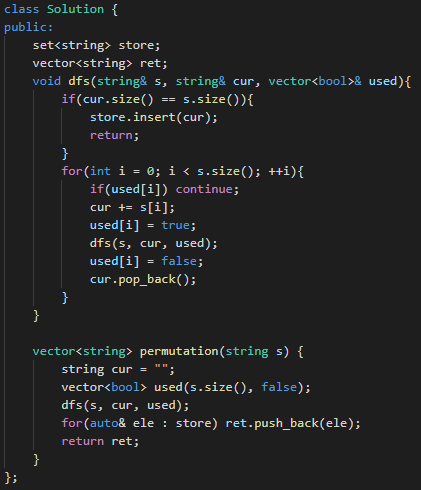 class Solution {
public:
    set<string> store;
    vector<string> ret;
    void dfs(string& s, string& cur, vector<bool>& used){
        if(cur.size() == s.size()){
            store.insert(cur);
            return;
        }
        for(int i = 0; i < s.size(); ++i){
            if(used[i]) continue;
            cur += s[i];
            used[i] = true;
            dfs(s, cur, used);
            used[i] = false;
            cur.pop_back();
        }
    }

    vector<string> permutation(string s) {
        string cur = "";
        vector<bool> used(s.size(), false);
        dfs(s, cur, used);
        for(auto& ele : store) ret.push_back(ele);
        return ret;
    }
};